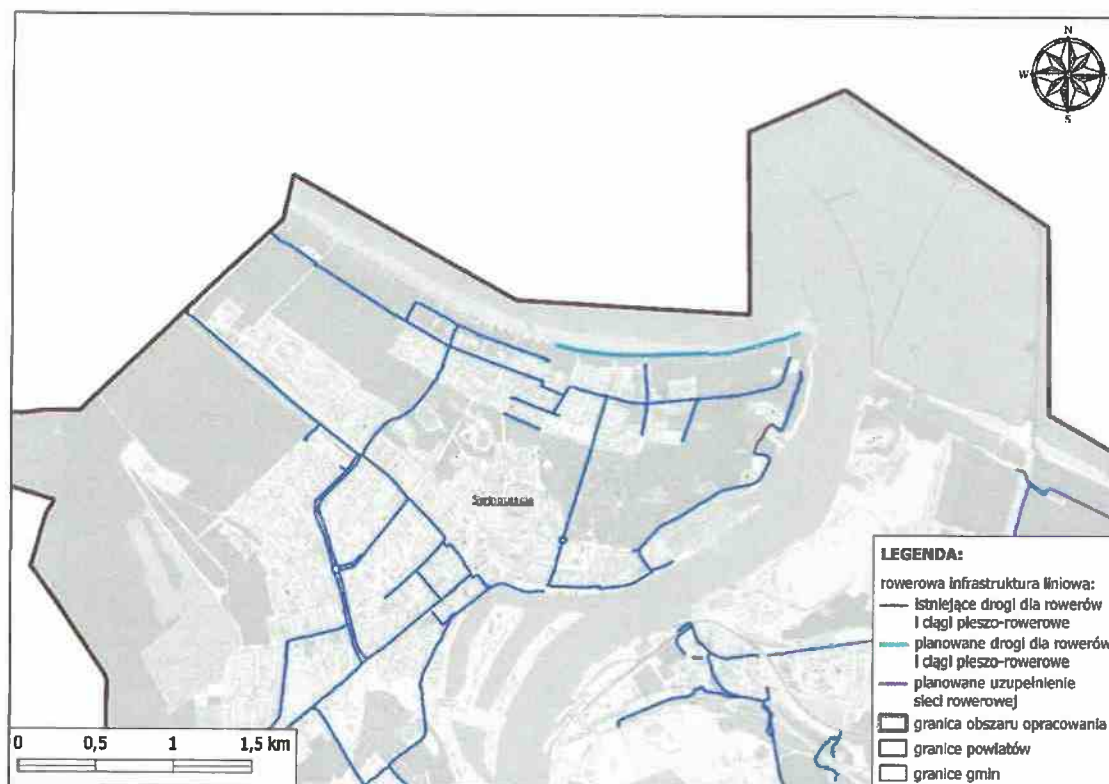 N
W
S
Świnoujście
LEGENDA:
rowerowa infrastruktura liniowa:
istniejące drogi dla rowerów
i ciągi pieszo-rowerowe
planowane drogi dla rowerów
i ciągi pieszo-rowerowe
planowane uzupełnienie
sieci rowerowej
granica obszaru opracowania
granice powiatów
granice gmin
0 0,5 1 1,5 km